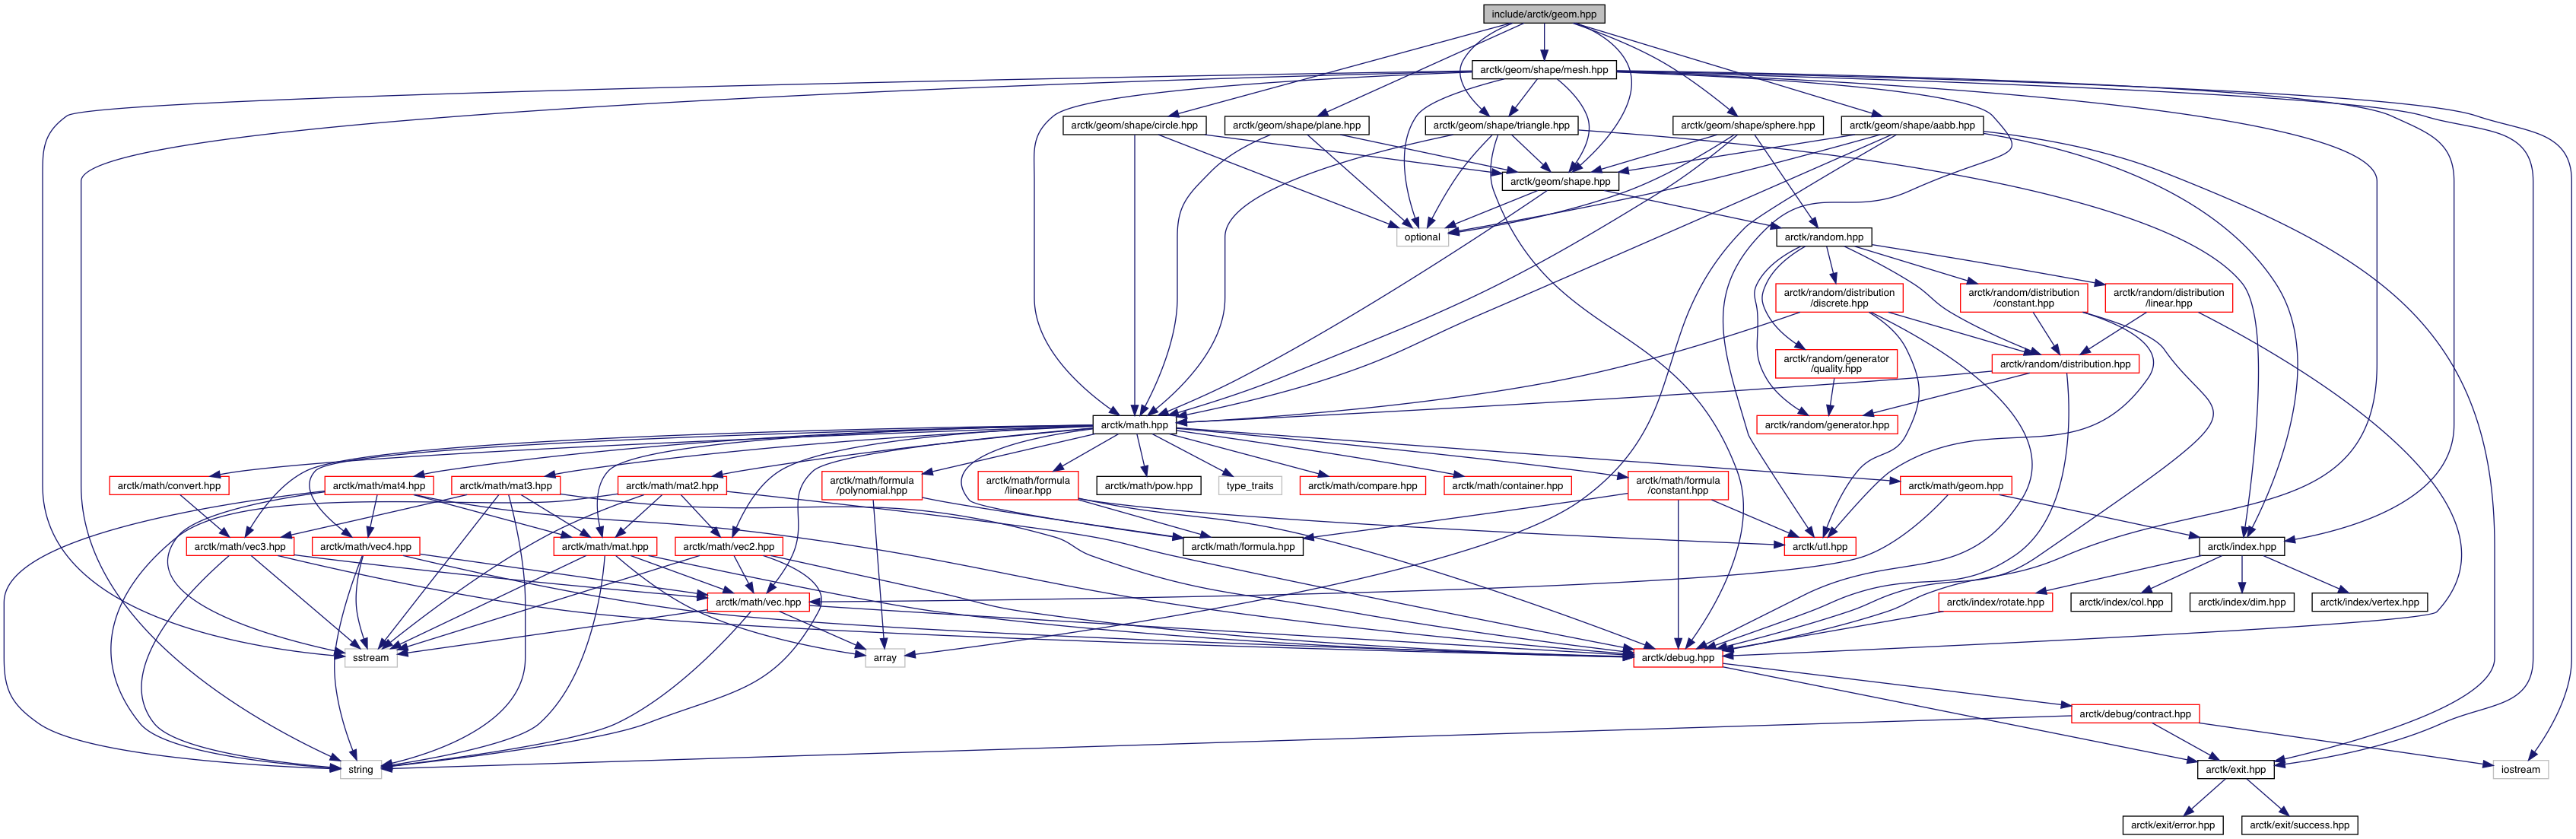 include/arctk/geom.hpp
arctk/geom/shape/mesh.hpp
arctk/geom/shape/circle.hpp
arctk/geom/shape/plane.hpp
arctk/geom/shape/triangle.hpp
arctk/geom/shape/sphere.hpp
arctk/geom/shape/aabb.hpp
arctk/geom/shape.hpp
optional
arctk/random.hpp
arctk/random/distribution
/discrete.hpp
arctk/random/distribution
/constant.hpp
arctk/random/distribution
/linear.hpp
arctk/random/generator
/quality.hpp
arctk/random/distribution.hpp
arctk/math.hpp
arctk/random/generator.hpp
arctk/math/convert.hpp
arctk/math/mat4.hpp
arctk/math/mat3.hpp
arctk/math/mat2.hpp
arctk/math/formula
/polynomial.hpp
arctk/math/formula
/linear.hpp
arctk/math/pow.hpp
type_traits
arctk/math/compare.hpp
arctk/math/container.hpp
arctk/math/formula
/constant.hpp
arctk/math/geom.hpp
arctk/math/vec3.hpp
arctk/math/vec4.hpp
arctk/math/mat.hpp
arctk/math/vec2.hpp
arctk/math/formula.hpp
arctk/utl.hpp
arctk/index.hpp
arctk/math/vec.hpp
arctk/index/rotate.hpp
arctk/index/col.hpp
arctk/index/dim.hpp
arctk/index/vertex.hpp
sstream
array
arctk/debug.hpp
arctk/debug/contract.hpp
string
arctk/exit.hpp
iostream
arctk/exit/error.hpp
arctk/exit/success.hpp